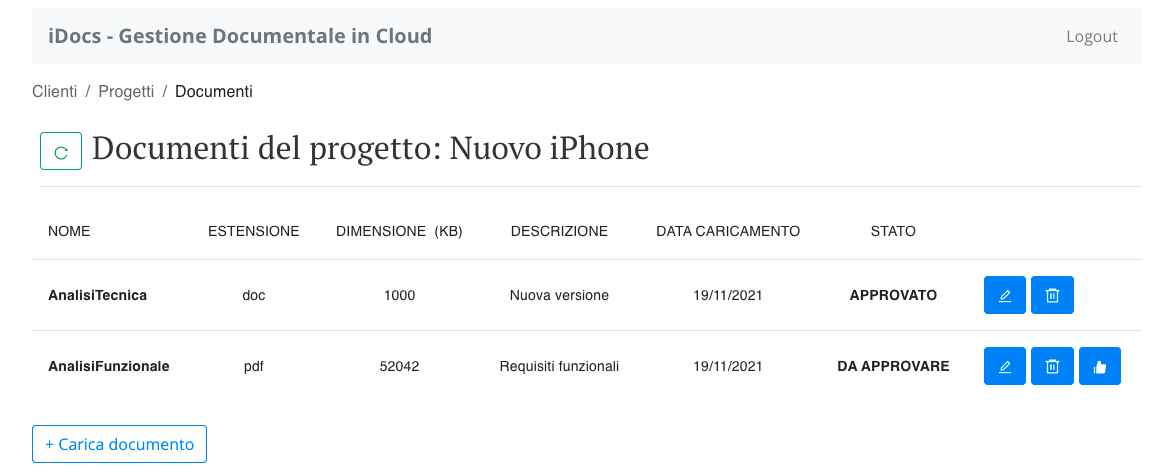 iDocs - Gestione Documentale in Cloud Logout
Clienti / Progetti / Documenti
Documenti del progetto: Nuovo iPhone
NOME ESTENSIONE DIMENSIONE (KB) DESCRIZIONE DATA CARICAMENTO STATO
AnalisiTecnica doc 1000 Nuova versione 19/11/2021 APPROVATO
AnalisiFunzionale pdf 52042 Requisiti funzionali 19/11/2021 DA APPROVARE
+ Carica documento